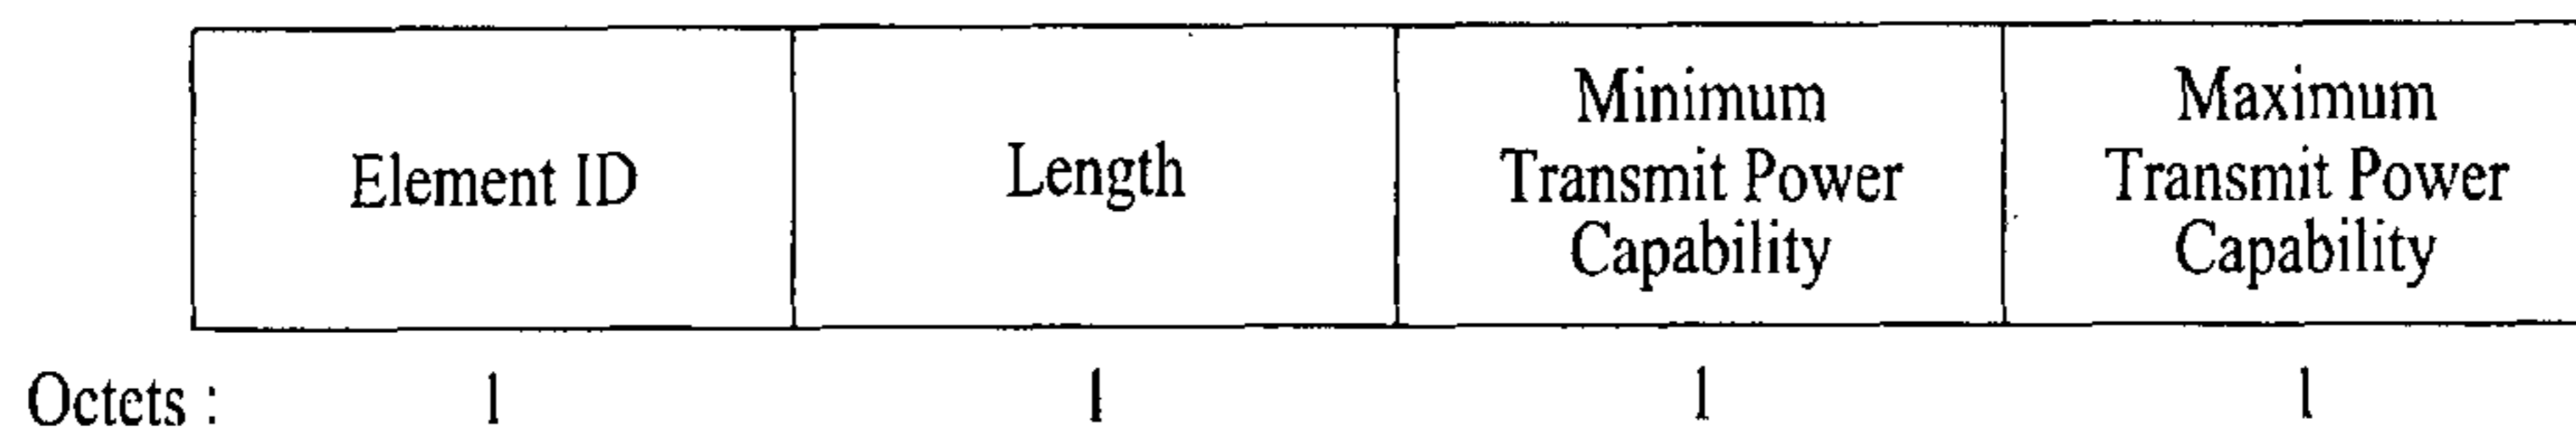 Element ID
Length
Minimum
Transmit Power
Capability
Maximum
Transmit Power
Capability
Octets : 1 1 1 1